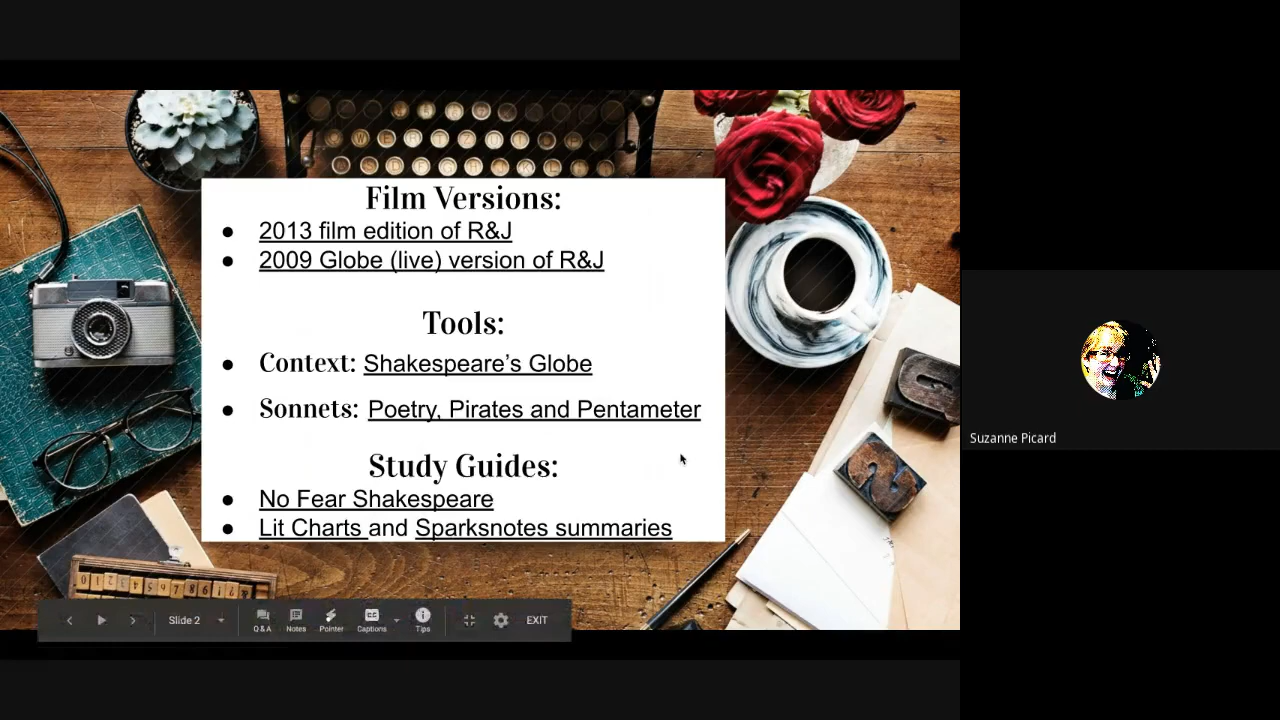 Film Versions:
● 2013 film edition of R&J
● 2009 Globe (live) version of R&J
Tools:
● Context: Shakespeare's Globe
● Sonnets: Poetry, Pirates and Pentameter
Study Guides:
● No Fear Shakespeare
● Lit Charts and Sparksnotes summaries
Suzanne Picard
Slide 2
Q&A
Notes
Pointer
CC
Captions
Tips
EXIT